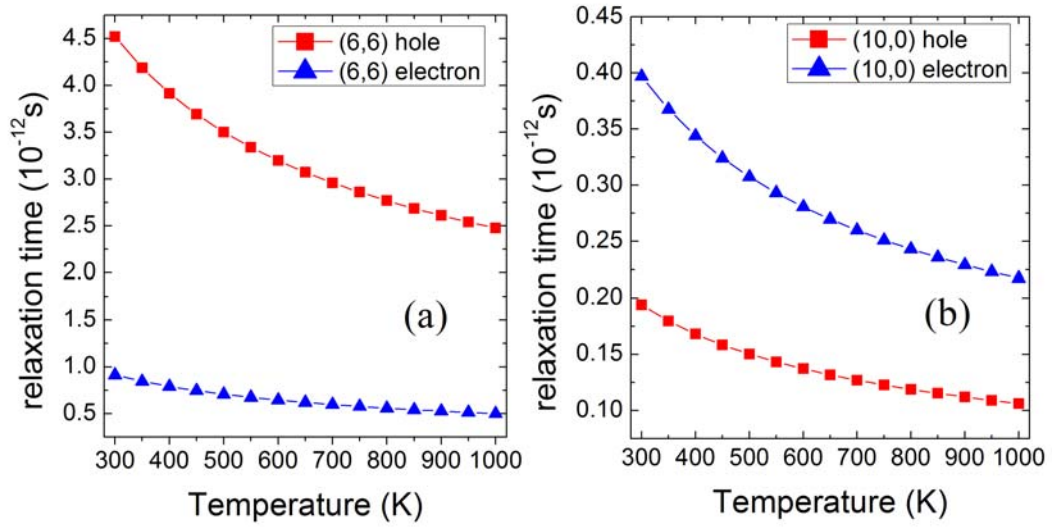 relaxation time (10⁻¹²s)
4.5
4.0
3.5
3.0
2.5
2.0
1.5
1.0
0.5
(6,6) hole
(6,6) electron
(a)
300 400 500 600 700 800 900 1000
Temperature (K)
relaxation time (10⁻¹²s)
0.45
0.40
0.35
0.30
0.25
0.20
0.15
0.10
(10,0) hole
(10,0) electron
(b)
300 400 500 600 700 800 900 1000
Temperature (K)